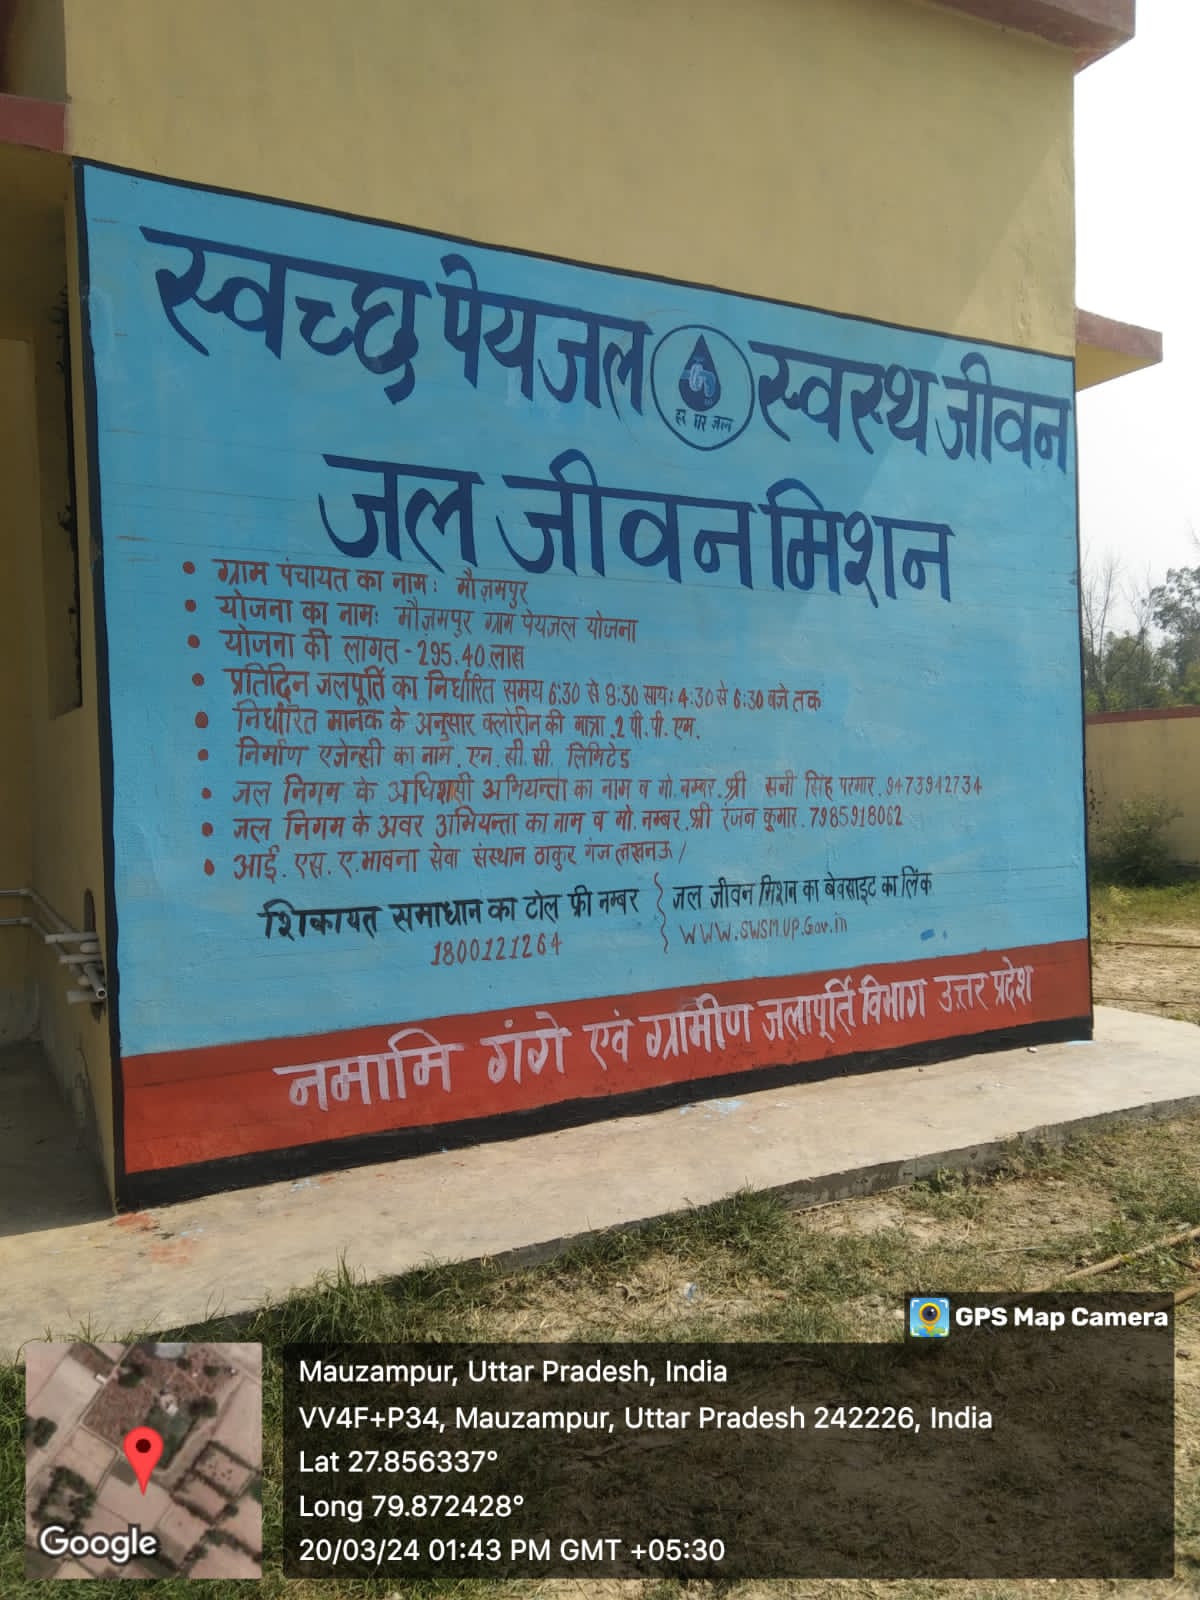 स्वच्छ पेयजल स्वस्थ जीवन
हर घर जल
जल जीवन मिशन
• ग्राम पंचायत का नाम: मौज़मपुर
• योजना का नाम: मौज़मपुर ग्राम पेयजल योजना
• योजना की लागत - 295.40 लाख
• प्रतिदिन जलपूर्ति का निर्धारित समय 6:30 से 8:30 सायः 4:30 से 6:30 बजे तक
• निर्धारित मानक के अनुसार क्लोरीन की मात्रा .2 पी. पी. एम.
• निर्माण एजेन्सी का नाम. एन. सी. सी. लिमिटेड
• जल निगम के अधिशासी अभियन्ता का नाम व मो. नम्बर. श्री सनी सिंह परमार. 9473942734
• जल निगम के अवर अभियन्ता का नाम व मो. नम्बर. श्री रंजन कुमार. 7985918062
• आई. एस. ए. भावना सेवा संस्थान ठाकुर गंज लखनऊ /
शिकायत समाधान का टोल फ्री नम्बर
1800121264
जल जीवन मिशन का बेवसाइट का लिंक
WWW.SWSM.UP.Gov.in
नमामि गंगे एवं ग्रामीण जलापूर्ति विभाग उत्तर प्रदेश
GPS Map Camera
Mauzampur, Uttar Pradesh, India
VV4F+P34, Mauzampur, Uttar Pradesh 242226, India
Lat 27.856337°
Long 79.872428°
20/03/24 01:43 PM GMT +05:30
Google